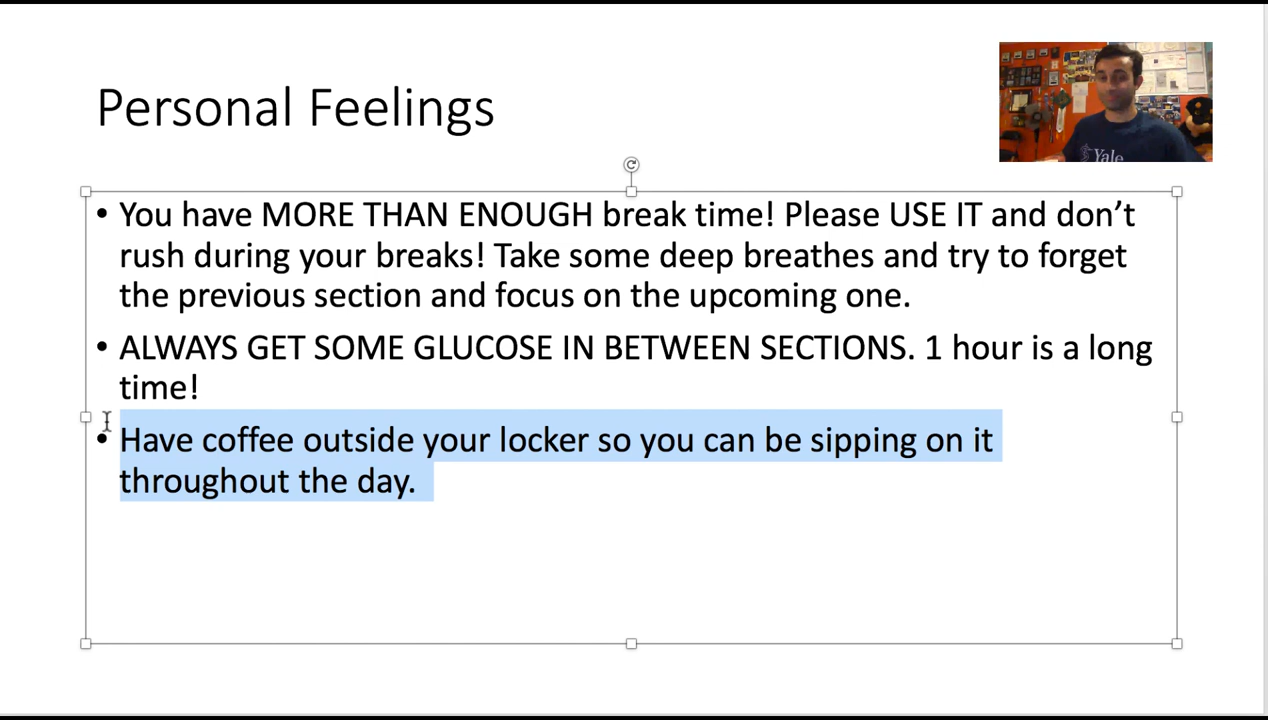 Personal Feelings
Yale
• You have MORE THAN ENOUGH break time! Please USE IT and don’t
rush during your breaks! Take some deep breathes and try to forget
the previous section and focus on the upcoming one.
• ALWAYS GET SOME GLUCOSE IN BETWEEN SECTIONS. 1 hour is a long
time!
• Have coffee outside your locker so you can be sipping on it
throughout the day.